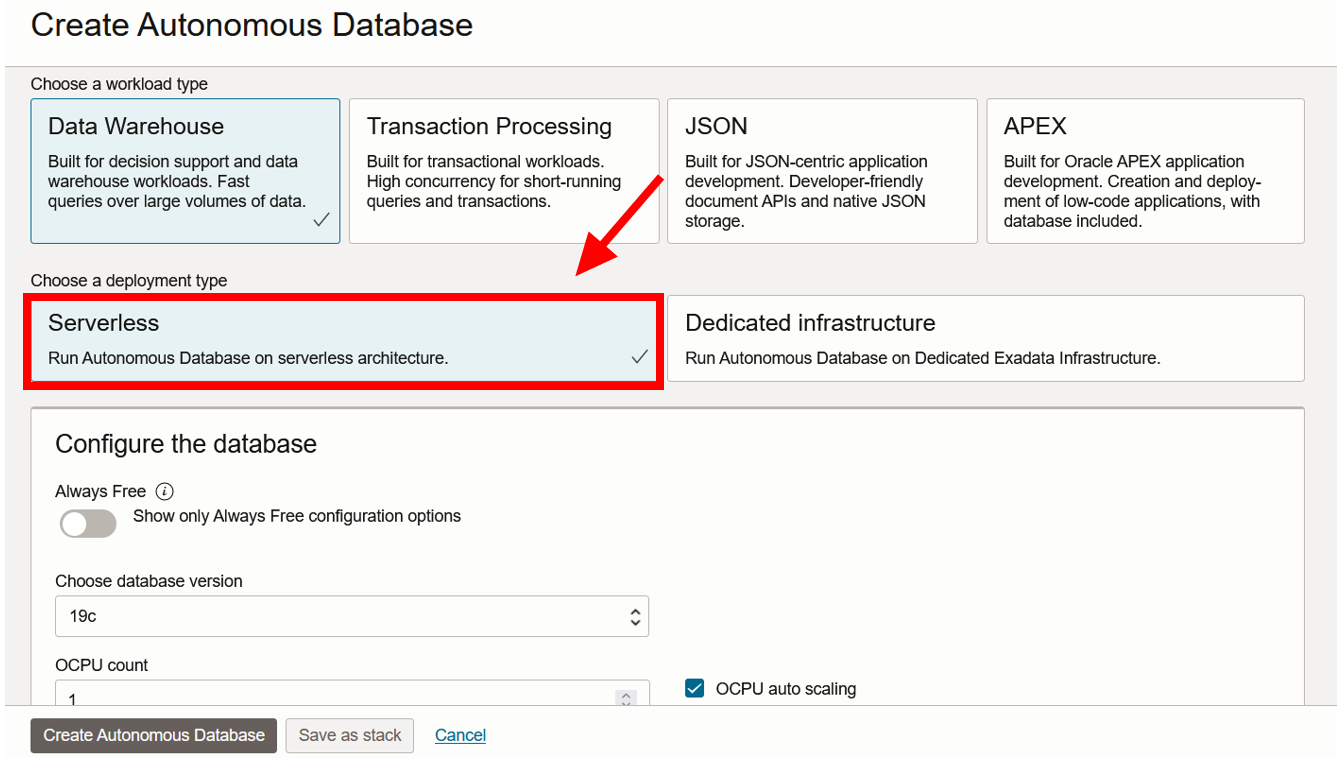 Create Autonomous Database
Choose a workload type
Data Warehouse
Built for decision support and data
warehouse workloads. Fast
queries over large volumes of data.
Transaction Processing
Built for transactional workloads.
High concurrency for short-running
queries and transactions.
JSON
Built for JSON-centric application
development. Developer-friendly
document APIs and native JSON
storage.
APEX
Built for Oracle APEX application
development. Creation and deploy-
ment of low-code applications, with
database included.
Choose a deployment type
Serverless
Run Autonomous Database on serverless architecture.
Dedicated infrastructure
Run Autonomous Database on Dedicated Exadata Infrastructure.
Configure the database
Always Free
Show only Always Free configuration options
Choose database version
19c
OCPU count
1
OCPU auto scaling
Create Autonomous Database
Save as stack
Cancel